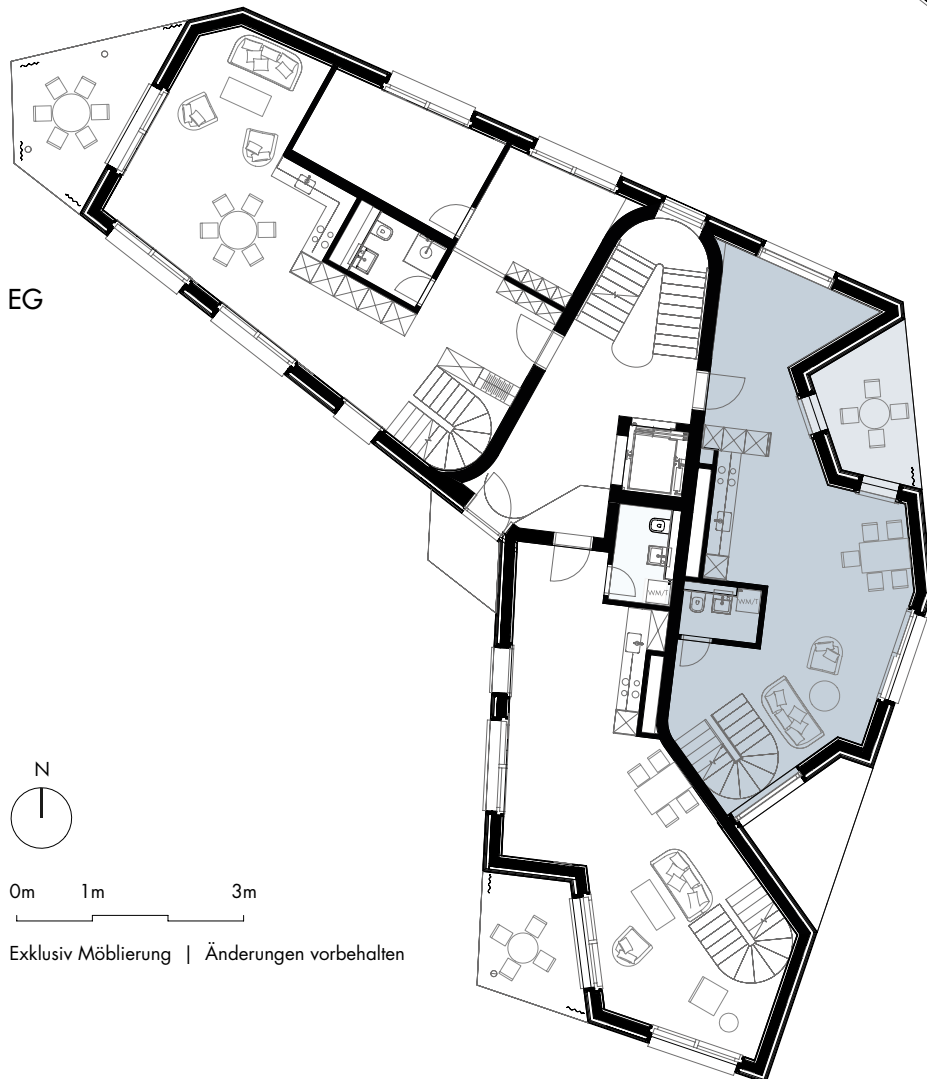 EG
WM/T
WM/T
N
0m 1m 3m
Exklusiv Möblierung | Änderungen vorbehalten